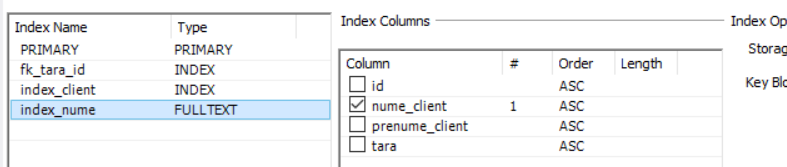 Index Name Type
PRIMARY PRIMARY
fk_tara_id INDEX
index_client INDEX
index_nume FULLTEXT
Index Columns
Column # Order Length
id ASC
nume_client 1 ASC
prenume_client ASC
tara ASC
Index Op
Storag
Key Blo